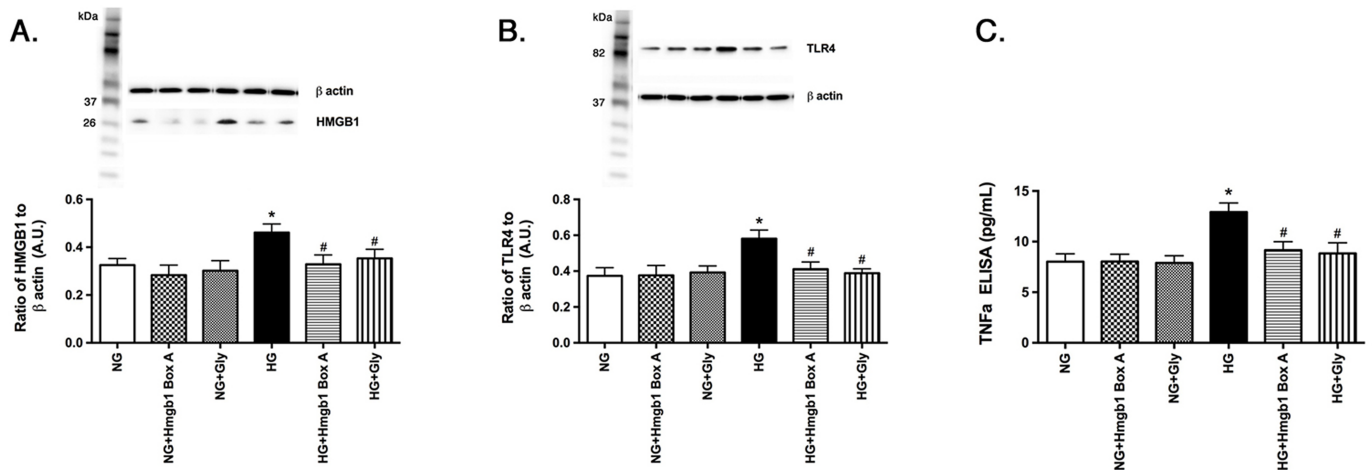 A.
kDa
37
26
β actin
HMGB1
Ratio of HMGB1 to
β actin (A.U.)
0.6
0.4
0.2
0.0
*
#
#
NG
NG+Hmgb1 Box A
NG+Gly
HG
HG+Hmgb1 Box A
HG+Gly
B.
kDa
82
37
TLR4
β actin
Ratio of TLR4 to
β actin (A.U.)
0.8
0.6
0.4
0.2
0.0
*
#
#
NG
NG+Hmgb1 Box A
NG+Gly
HG
HG+Hmgb1 Box A
HG+Gly
C.
TNFa ELISA (pg/mL)
15
10
5
0
*
#
#
NG
NG+Hmgb1 Box A
NG+Gly
HG
HG+Hmgb1 Box A
HG+Gly